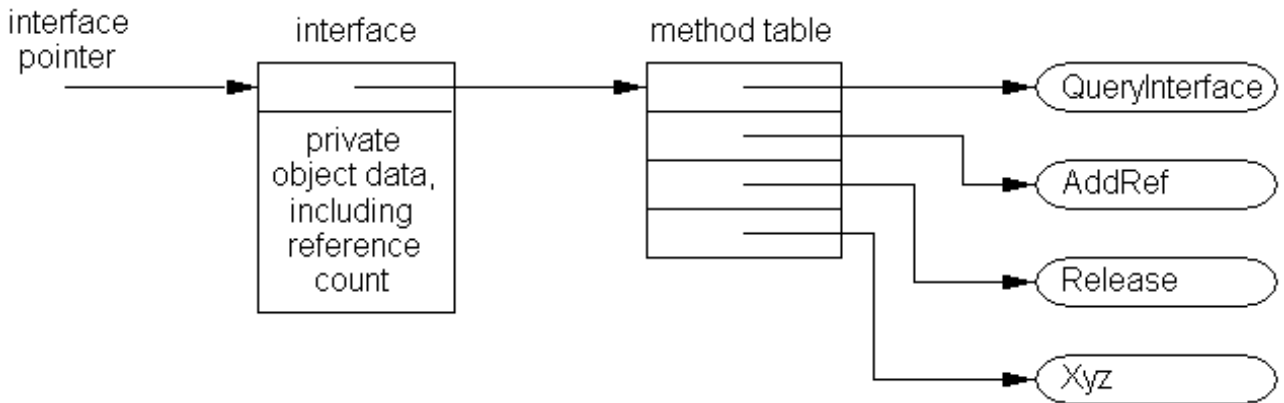 interface
pointer
interface
method table
private
object data,
including
reference
count
QueryInterface
AddRef
Release
Xyz